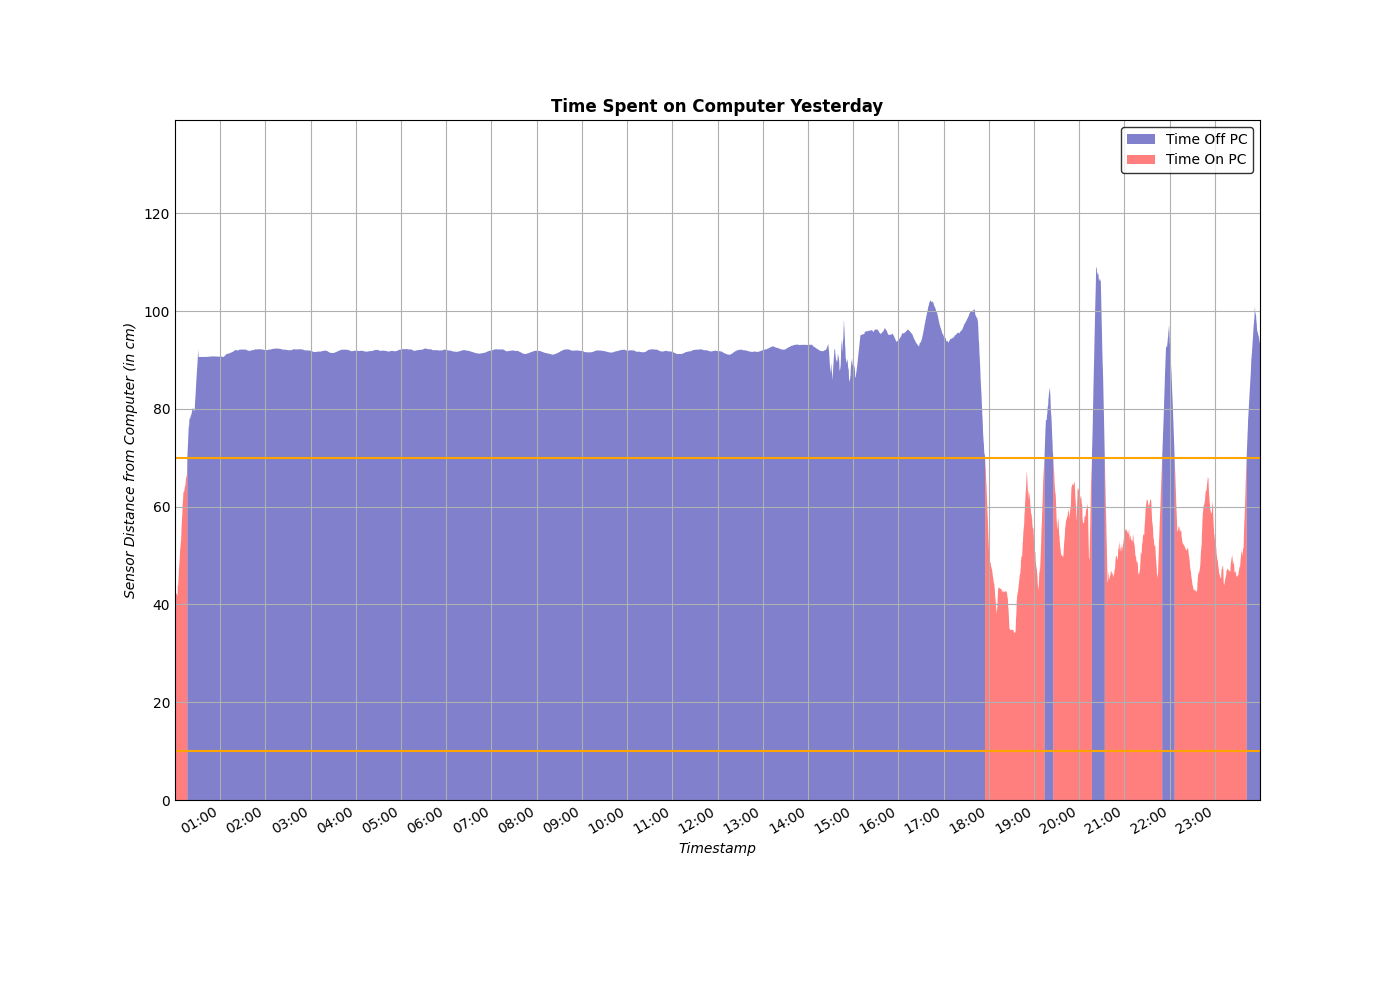 Time Spent on Computer Yesterday
Time Off PC
Time On PC
Sensor Distance from Computer (in cm)
120
100
80
60
40
20
0
01:00 02:00 03:00 04:00 05:00 06:00 07:00 08:00 09:00 10:00 11:00 12:00 13:00 14:00 15:00 16:00 17:00 18:00 19:00 20:00 21:00 22:00 23:00
Timestamp